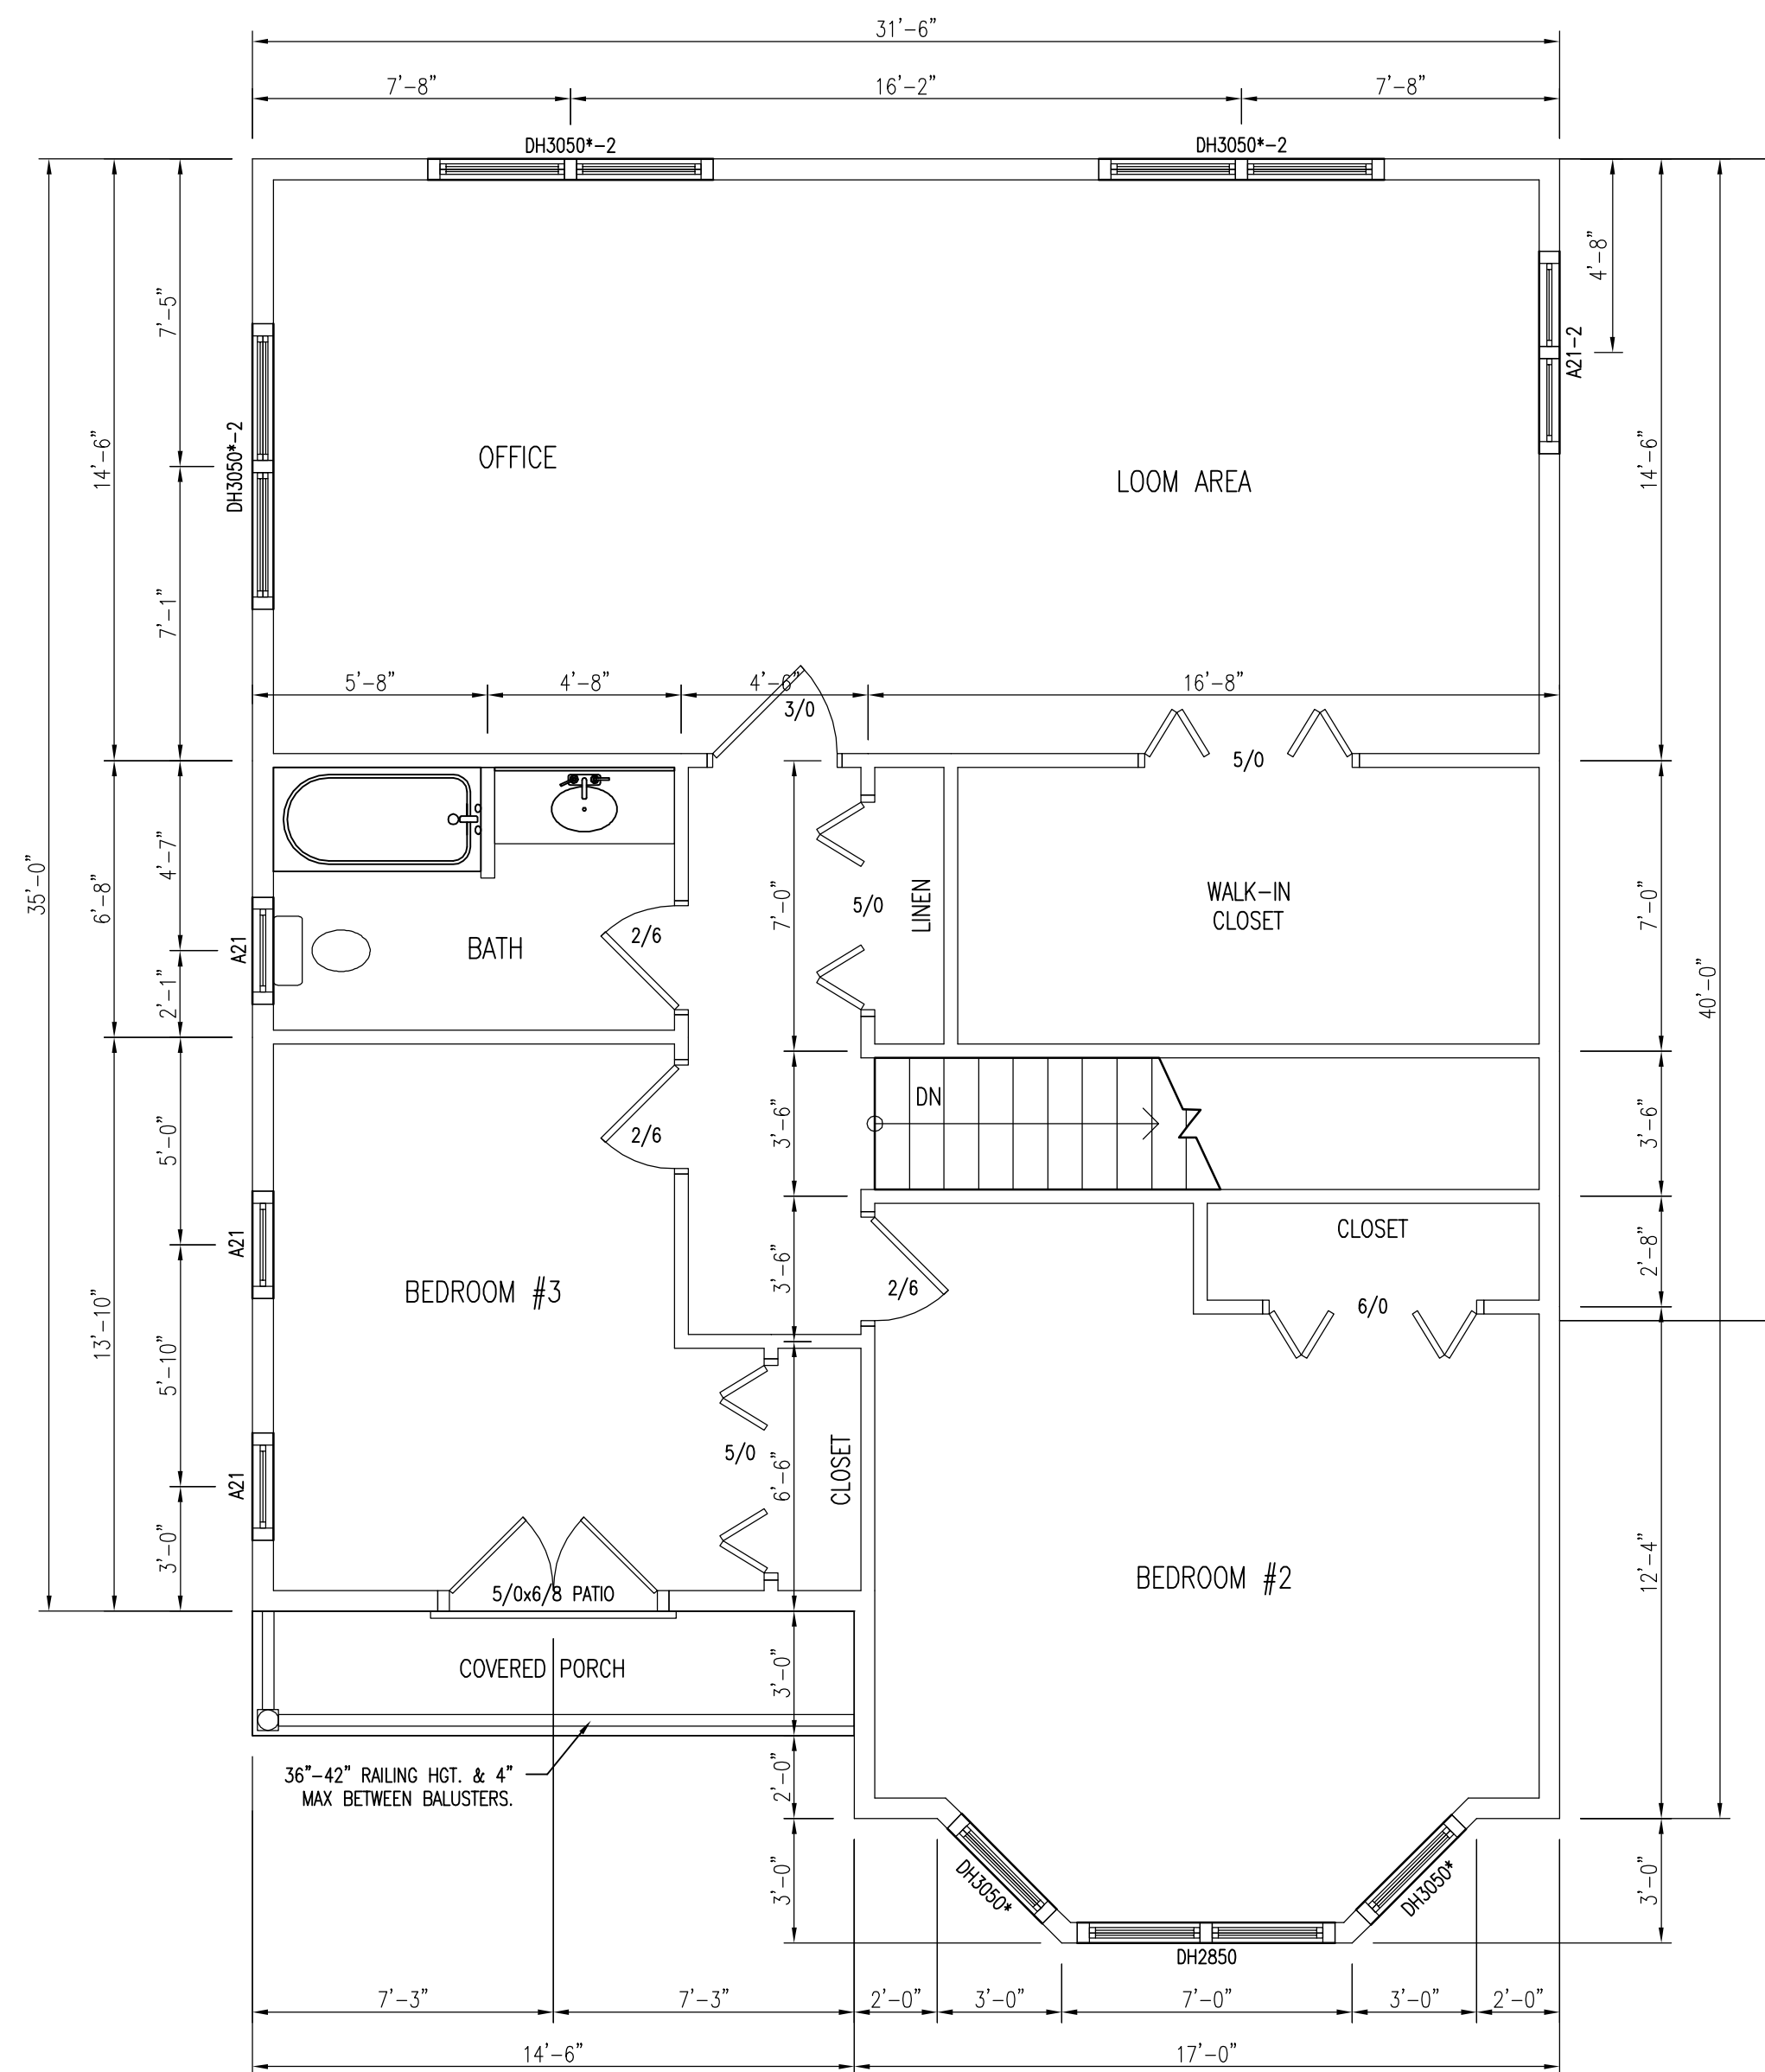 31'-6"
7'-8"
16'-2"
7'-8"
DH3050*-2
DH3050*-2
4'-8"
7'-5"
A21-2
14'-6"
DH3050*-2
OFFICE
LOOM AREA
14'-6"
7'-1"
5'-8"
4'-8"
4'-6"
16'-8"
3/0
5/0
35'-0"
6'-8"
4'-7"
7'-0"
5/0
LINEN
WALK-IN
CLOSET
7'-0"
A21
BATH
2/6
2'-1"
40'-0"
DN
5'-0"
2/6
3'-6"
3'-6"
A21
BEDROOM #3
3'-6"
2/6
CLOSET
2'-8"
6/0
13'-10"
5'-10"
5/0
CLOSET
6'-6"
A21
3'-0"
5/0x6/8 PATIO
BEDROOM #2
12'-4"
COVERED PORCH
3'-0"
36"-42" RAILING HGT. & 4"
MAX BETWEEN BALUSTERS.
2'-0"
3'-0"
DH3050*
DH3050*
3'-0"
DH2850
7'-3"
7'-3"
2'-0"
3'-0"
7'-0"
3'-0"
2'-0"
14'-6"
17'-0"